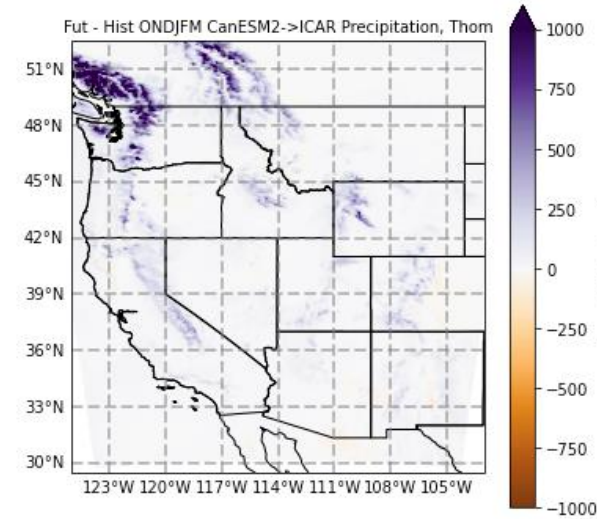 Fut - Hist ONDJFM CanESM2->ICAR Precipitation, Thom
51°N
48°N
45°N
42°N
39°N
36°N
33°N
30°N
123°W 120°W 117°W 114°W 111°W 108°W 105°W
1000
750
500
250
0
−250
−500
−750
−1000